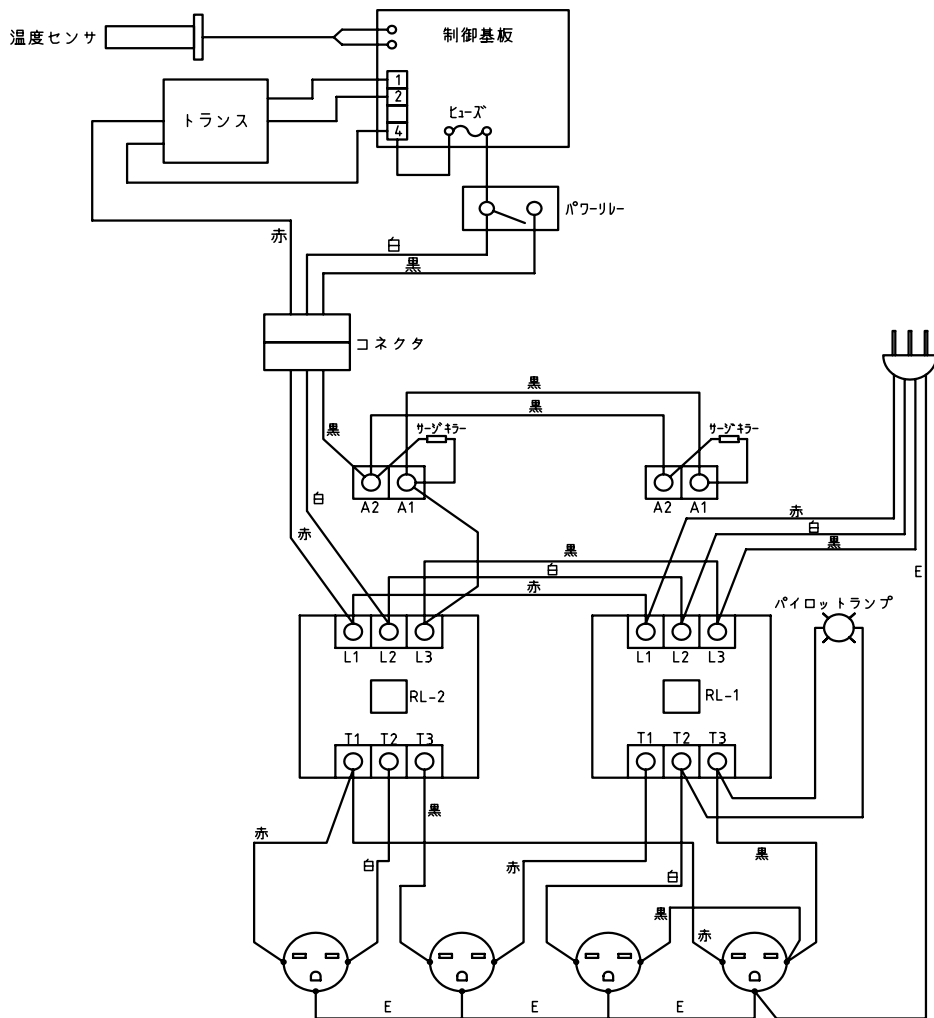 温度センサ
制御基板
1
2
4
トランス
ヒューズ
パワーリレー
赤
白
黒
コネクタ
黒
黒
黒
サージキラー
サージキラー
A2
A1
A2
A1
白
赤
赤
白
黒
E
黒
白
赤
パイロットランプ
L1
L2
L3
L1
L2
L3
RL-2
RL-1
T1
T2
T3
T1
T2
T3
黒
赤
白
赤
白
黒
黒
赤
E
E
E